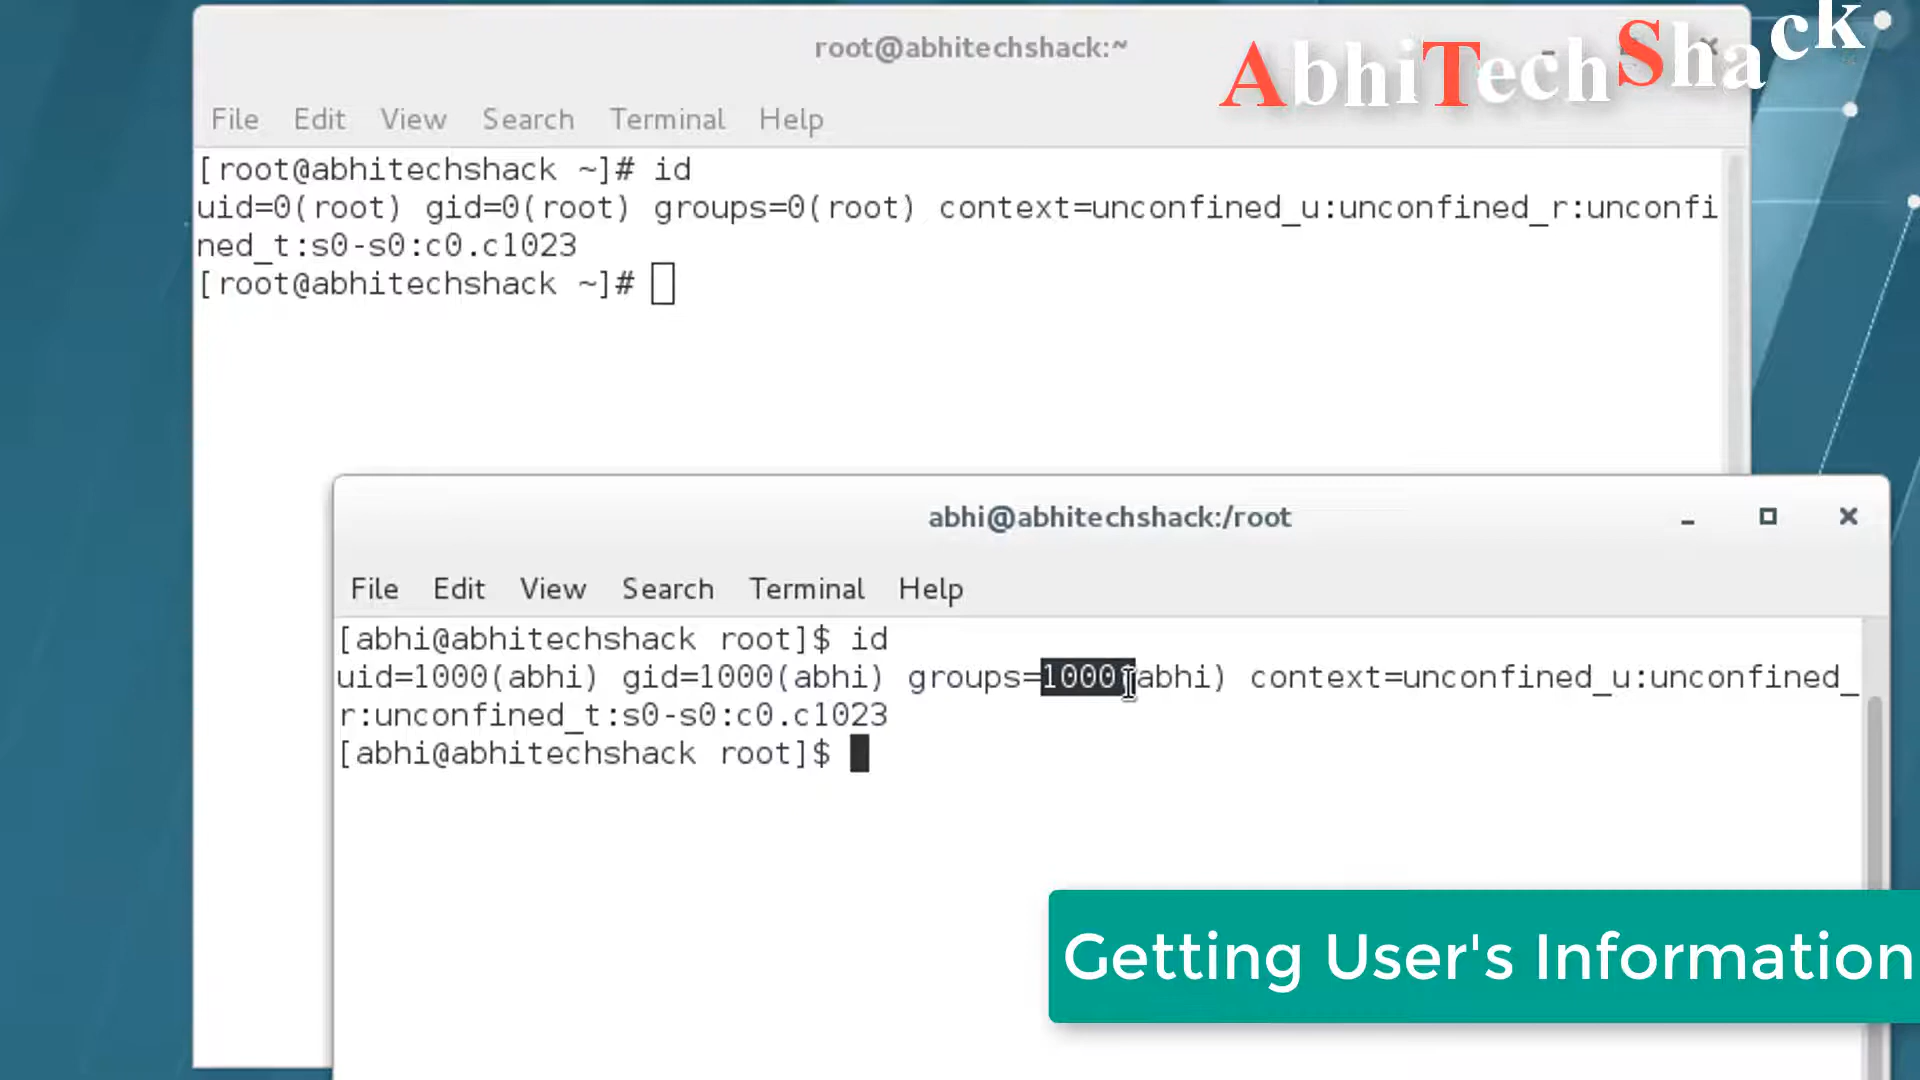 root@abhitechshack:~
AbhiTechShack
File Edit View Search Terminal Help
[root@abhitechshack ~]# id
uid=0(root) gid=0(root) groups=0(root) context=unconfined_u:unconfined_r:unconfi
ned_t:s0-s0:c0.c1023
[root@abhitechshack ~]#
abhi@abhitechshack:/root
File Edit View Search Terminal Help
[abhi@abhitechshack root]$ id
uid=1000(abhi) gid=1000(abhi) groups=1000(abhi) context=unconfined_u:unconfined_
r:unconfined_t:s0-s0:c0.c1023
[abhi@abhitechshack root]$
Getting User's Information